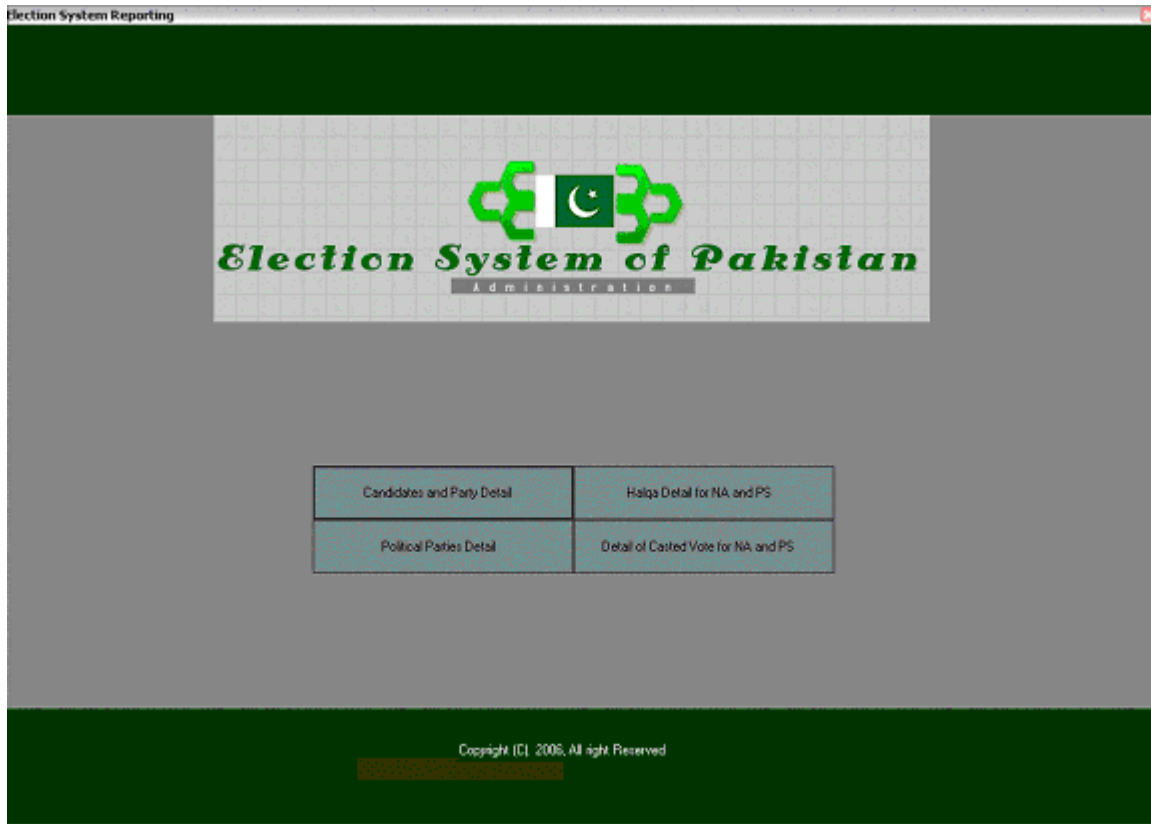 Election System Reporting
Election System of Pakistan
Administration
Candidates and Party Detail
Halqa Detail for NA and PS
Political Parties Detail
Detail of Casted Vote for NA and PS
Copyright (C) 2006, All right Reserved